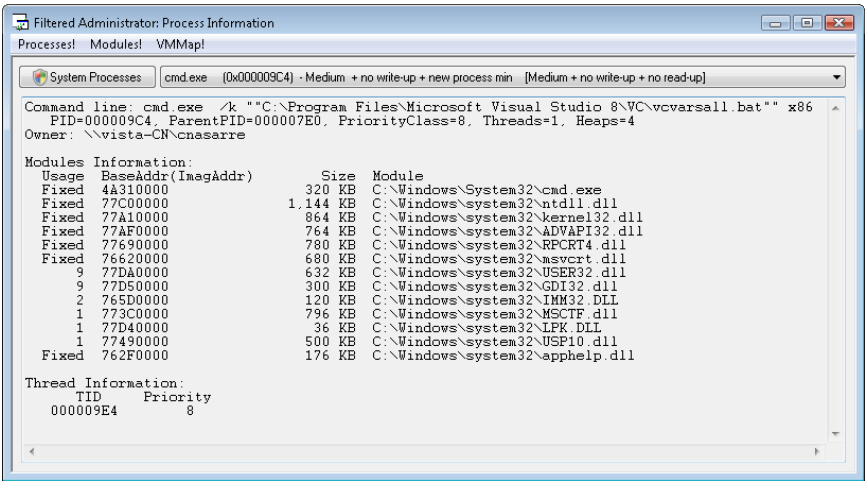 Filtered Administrator: Process Information
Processes! Modules! VMMap!
System Processes cmd.exe (0x000009C4) - Medium + no write-up + new process min [Medium + no write-up + no read-up]
Command line: cmd.exe /k ""C:\Program Files\Microsoft Visual Studio 8\VC\vcvarsall.bat"" x86
PID=000009C4, ParentPID=000007E0, PriorityClass=8, Threads=1, Heaps=4
Owner: \\vista-CN\cnasarre
Modules Information:
Usage BaseAddr(ImagAddr) Size Module
Fixed 4A310000 320 KB C:\Windows\System32\cmd.exe
Fixed 77C00000 1,144 KB C:\Windows\system32\ntdll.dll
Fixed 77A10000 864 KB C:\Windows\system32\kernel32.dll
Fixed 77AF0000 764 KB C:\Windows\system32\ADVAPI32.dll
Fixed 77690000 780 KB C:\Windows\system32\RPCRT4.dll
Fixed 76620000 680 KB C:\Windows\system32\msvcrt.dll
9 77DA0000 632 KB C:\Windows\system32\USER32.dll
9 77D50000 300 KB C:\Windows\system32\GDI32.dll
2 765D0000 120 KB C:\Windows\system32\IMM32.DLL
1 773C0000 796 KB C:\Windows\system32\MSCTF.dll
1 77D40000 36 KB C:\Windows\system32\LPK.DLL
1 77490000 500 KB C:\Windows\system32\USP10.dll
Fixed 762F0000 176 KB C:\Windows\system32\apphelp.dll
Thread Information:
TID Priority
000009E4 8